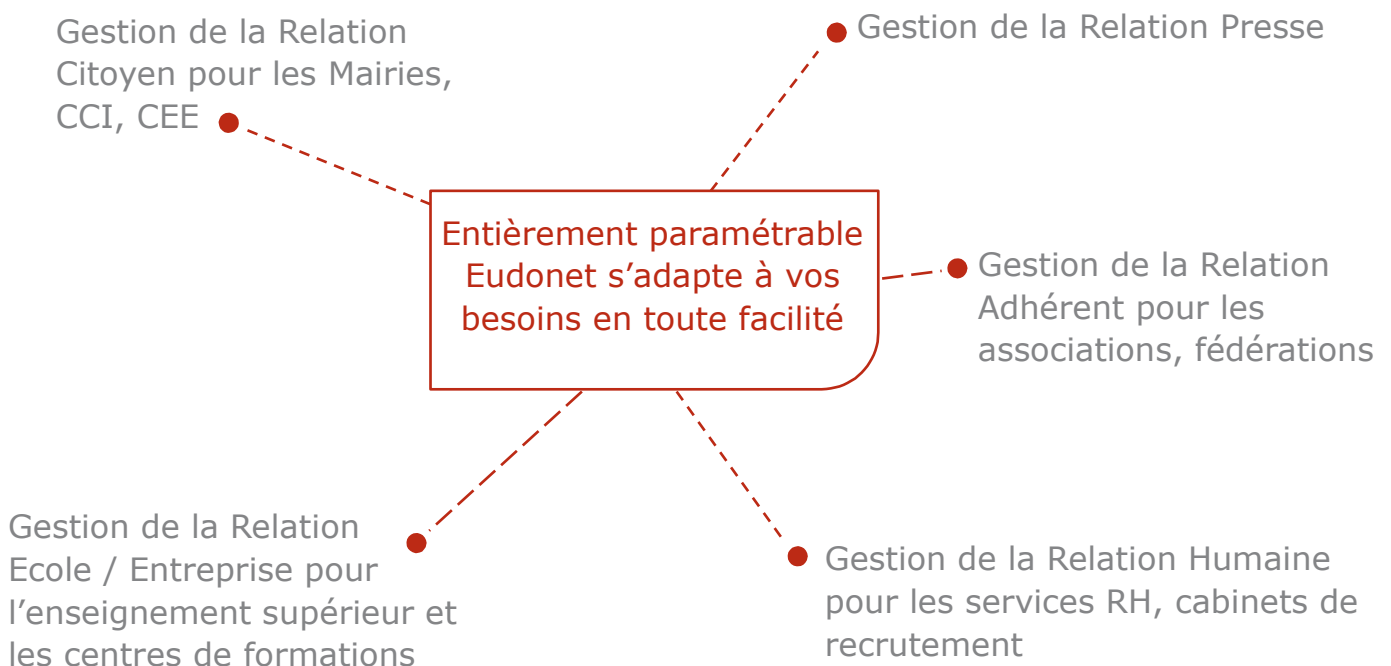 Gestion de la Relation
Citoyen pour les Mairies,
CCI, CEE
Gestion de la Relation Presse
Entièrement paramétrable
Eudonet s’adapte à vos
besoins en toute facilité
Gestion de la Relation
Adhérent pour les
associations, fédérations
Gestion de la Relation
Ecole / Entreprise pour
l’enseignement supérieur et
les centres de formations
Gestion de la Relation Humaine
pour les services RH, cabinets de
recrutement